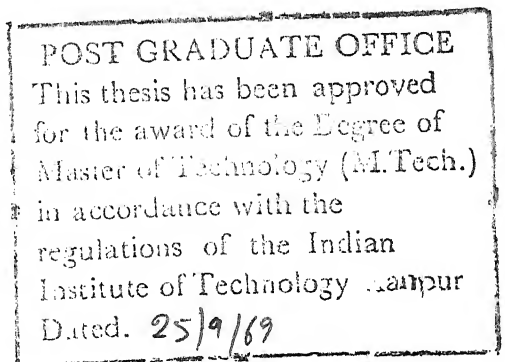 POST GRADUATE OFFICE
This thesis has been approved
for the award of the Degree of
Master of Technology (M.Tech.)
in accordance with the
regulations of the Indian
Institute of Technology Kanpur
Dated. 25/9/69